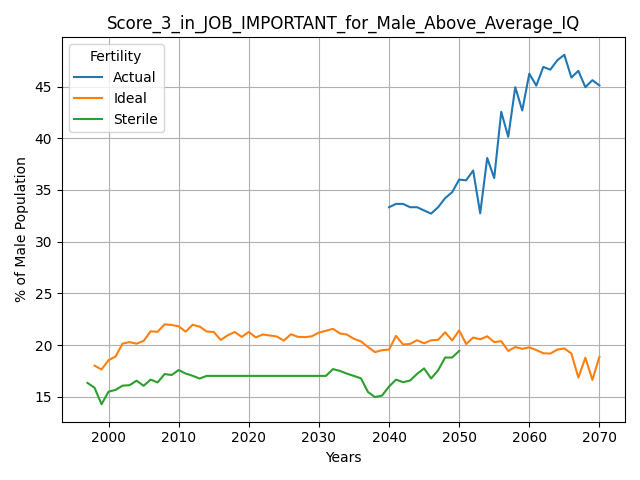 Score_3_in_JOB_IMPORTANT_for_Male_Above_Average_IQ
Fertility
Actual
Ideal
Sterile
% of Male Population
45
40
35
30
25
20
15
2000 2010 2020 2030 2040 2050 2060 2070
Years